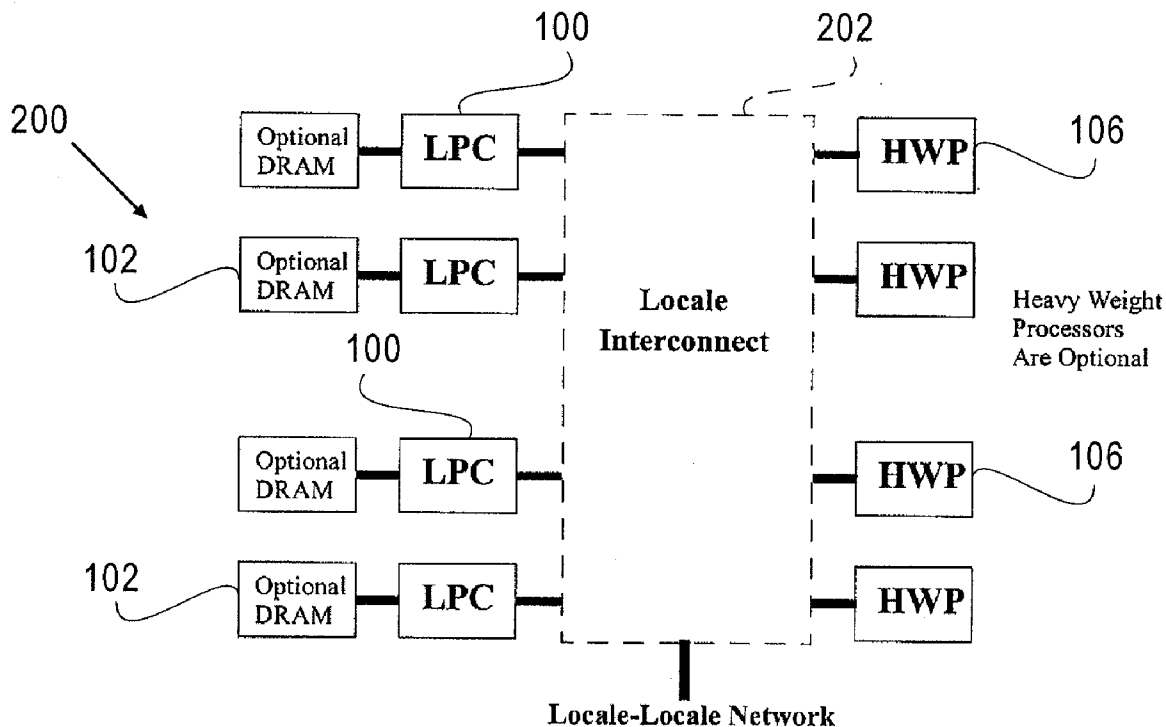 100
202
200
Optional
DRAM
LPC
HWP
106
102
Optional
DRAM
LPC
HWP
Locale
Interconnect
Heavy Weight
Processors
Are Optional
100
Optional
DRAM
LPC
HWP
106
102
Optional
DRAM
LPC
HWP
Locale-Locale Network